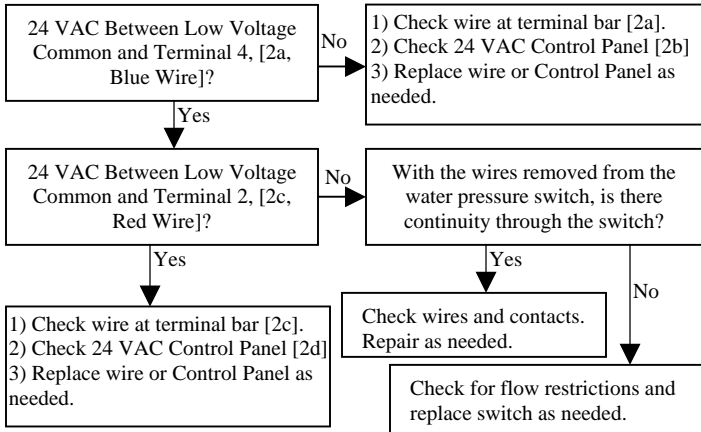 24 VAC Between Low Voltage
Common and Terminal 4, [2a,
Blue Wire]?
No
1) Check wire at terminal bar [2a].
2) Check 24 VAC Control Panel [2b]
3) Replace wire or Control Panel as
needed.
Yes
24 VAC Between Low Voltage
Common and Terminal 2, [2c,
Red Wire]?
No
With the wires removed from the
water pressure switch, is there
continuity through the switch?
Yes
Yes
No
1) Check wire at terminal bar [2c].
2) Check 24 VAC Control Panel [2d]
3) Replace wire or Control Panel as
needed.
Check wires and contacts.
Repair as needed.
Check for flow restrictions and
replace switch as needed.